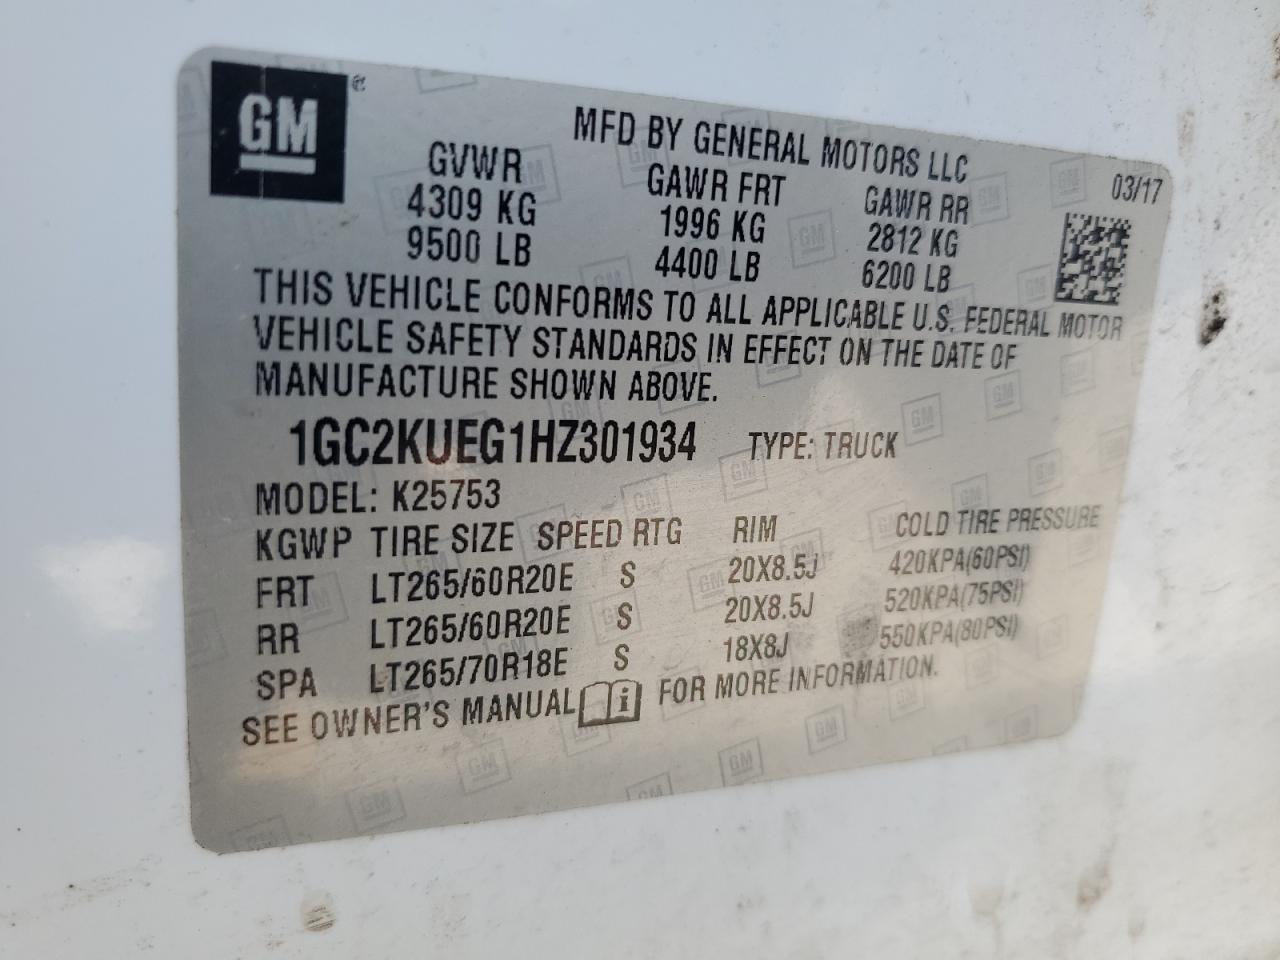 GM
MFD BY GENERAL MOTORS LLC
03/17
GVWR GAWR FRT GAWR RR
4309 KG 1996 KG 2812 KG
9500 LB 4400 LB 6200 LB
THIS VEHICLE CONFORMS TO ALL APPLICABLE U.S. FEDERAL MOTOR
VEHICLE SAFETY STANDARDS IN EFFECT ON THE DATE OF
MANUFACTURE SHOWN ABOVE.
1GC2KUEG1HZ301934 TYPE: TRUCK
MODEL: K25753
KGWP TIRE SIZE SPEED RTG RIM COLD TIRE PRESSURE
FRT LT265/60R20E S 20X8.5J 420KPA(60PSI)
RR LT265/60R20E S 20X8.5J 520KPA(75PSI)
SPA LT265/70R18E S 18X8J 550KPA(80PSI)
SEE OWNER'S MANUAL i FOR MORE INFORMATION.